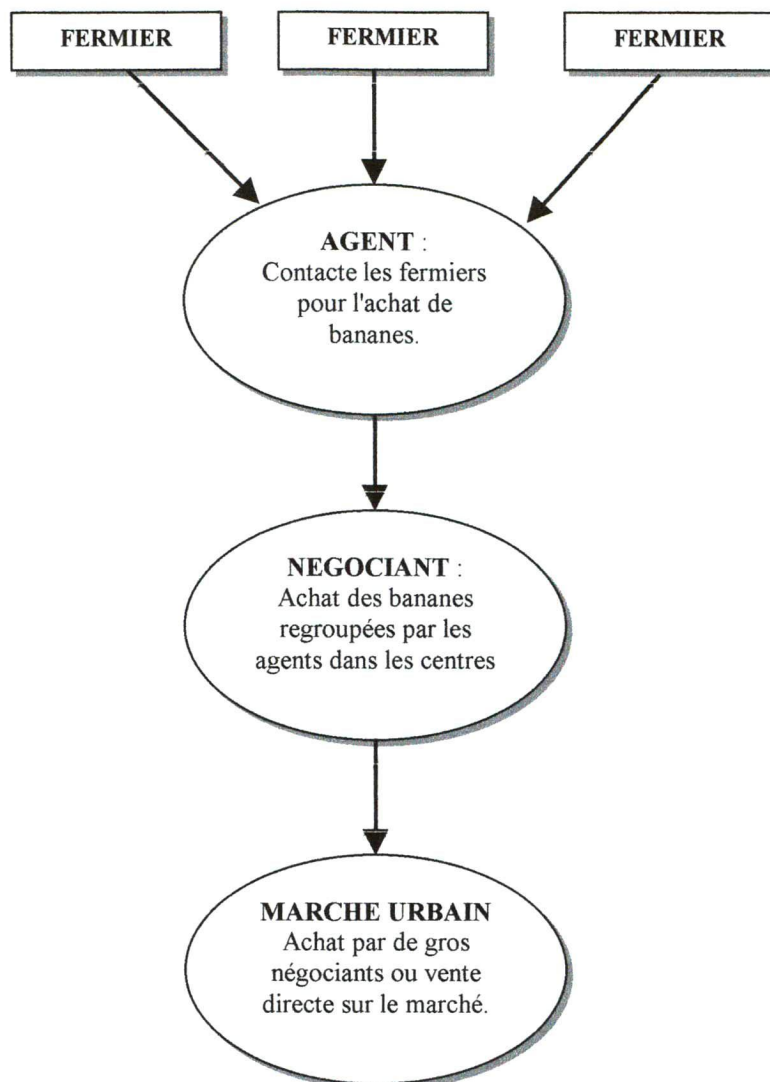 FERMIER
FERMIER
FERMIER
AGENT :
Contacte les fermiers
pour l'achat de
bananes.
NEGOCIANT :
Achat des bananes
regroupées par les
agents dans les centres
MARCHE URBAIN
Achat par de gros
négociants ou vente
directe sur le marché.